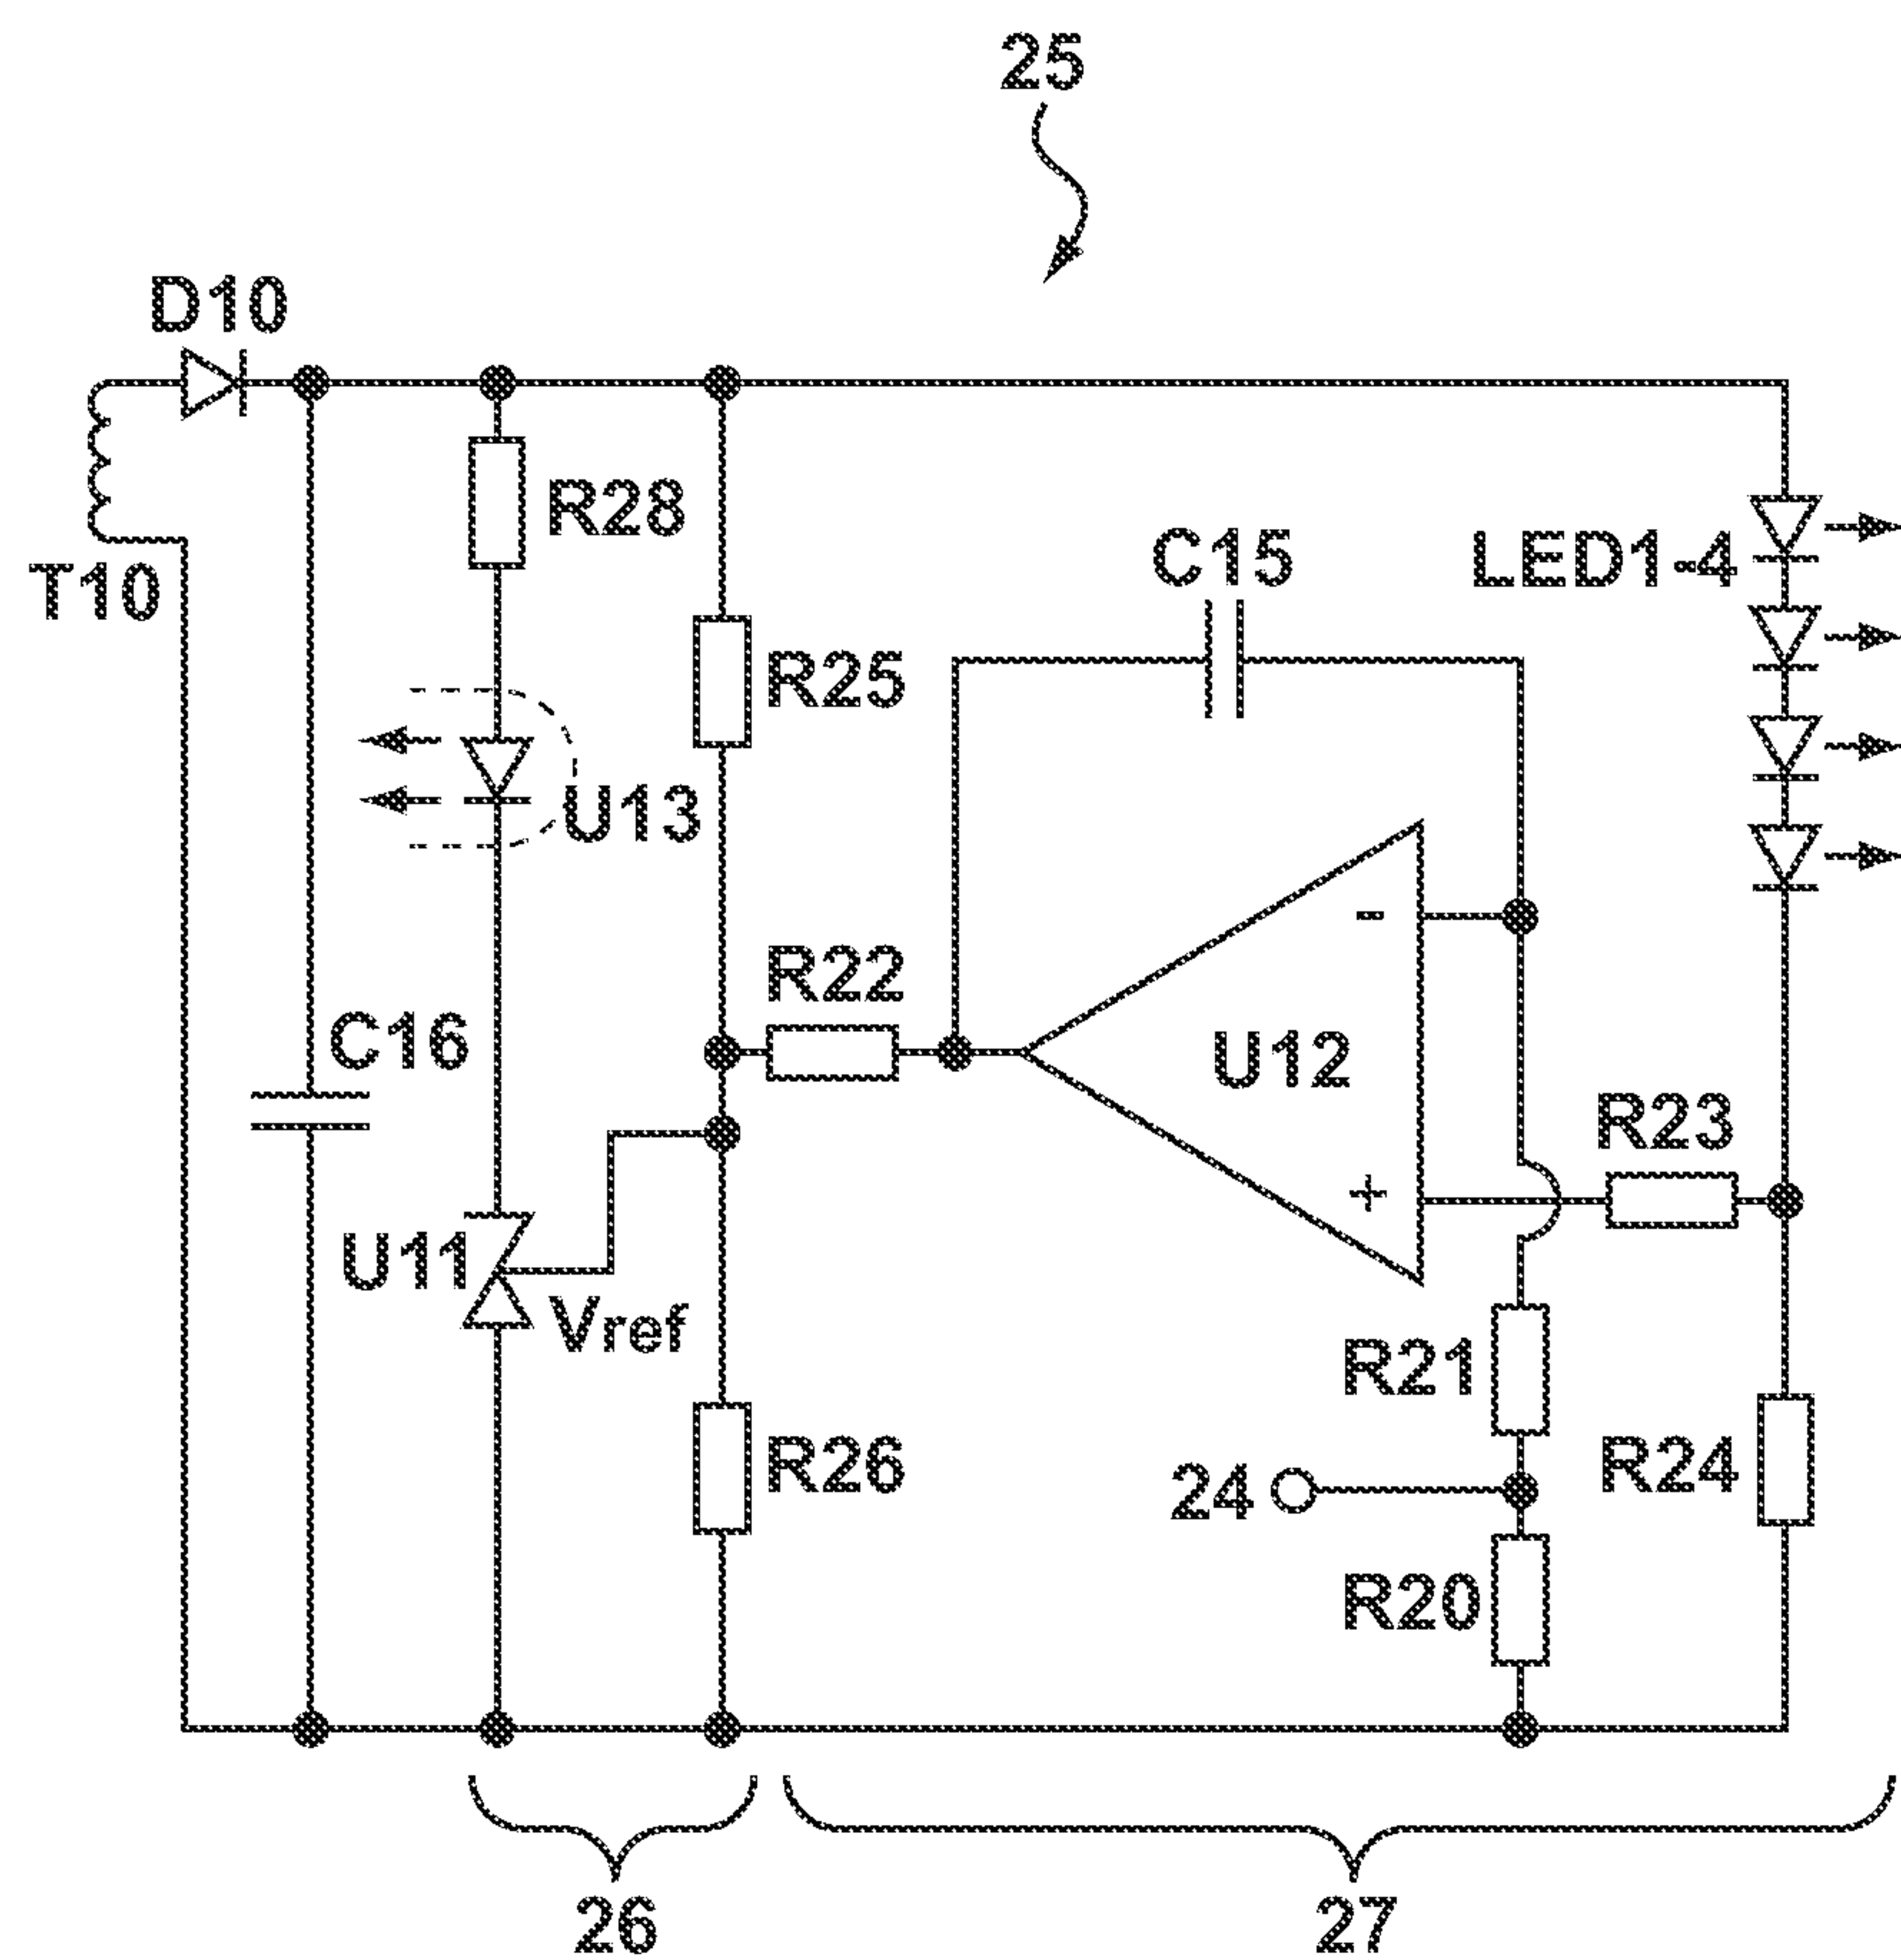 25
D10
R28
C15
LED1-4
T10
R25
U13
R22
C16
U12
R23
U11
Vref
-
+
R21
R26
24
R24
R20
26
27